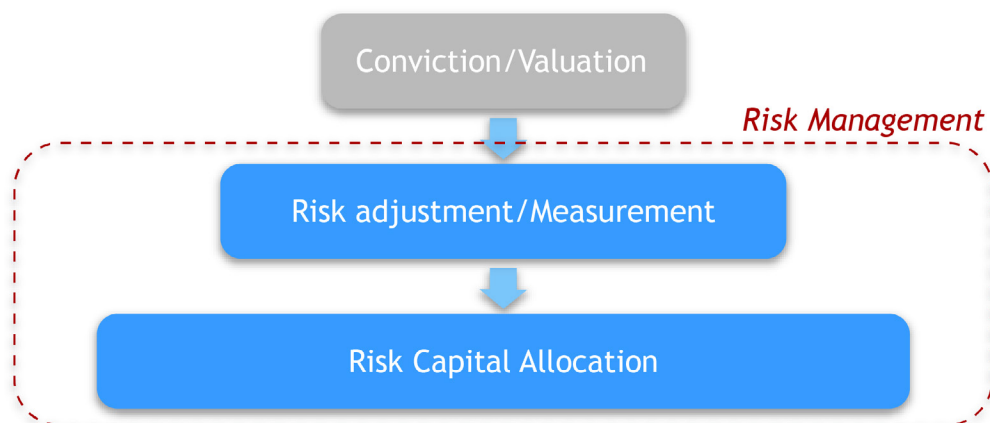 Conviction/Valuation
Risk Management
Risk adjustment/Measurement
Risk Capital Allocation